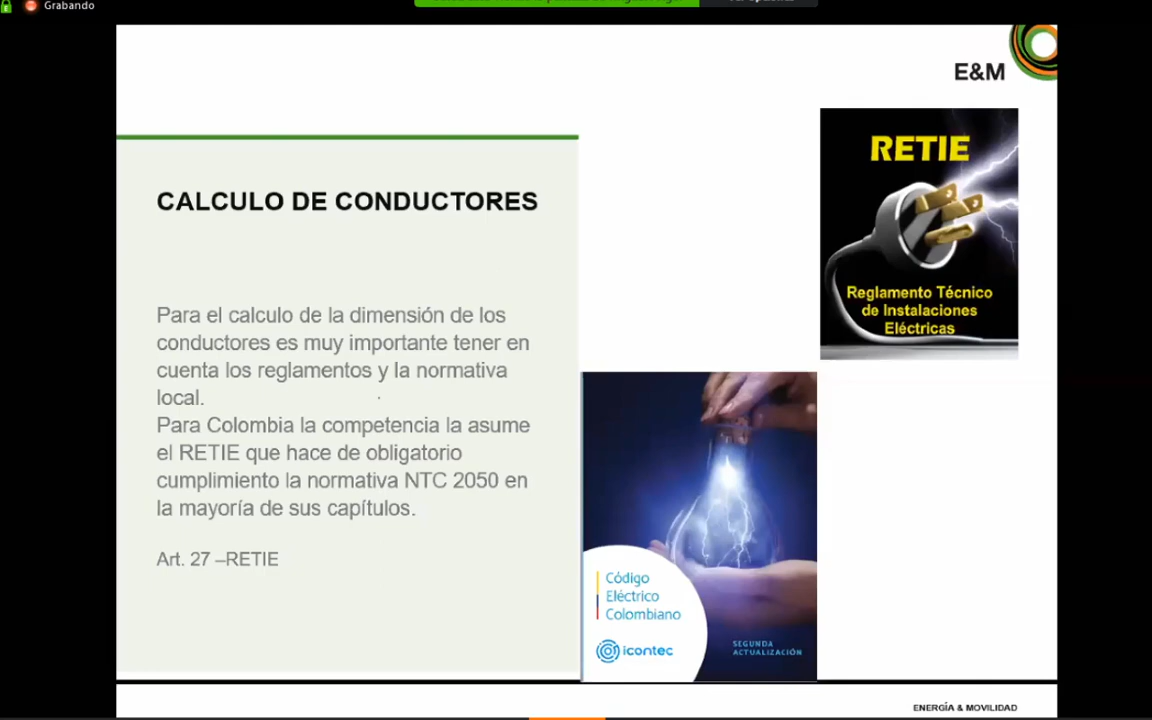 Grabando
E&M
RETIE
Reglamento Técnico
de Instalaciones
Eléctricas
CALCULO DE CONDUCTORES
Para el calculo de la dimensión de los
conductores es muy importante tener en
cuenta los reglamentos y la normativa
local.
Para Colombia la competencia la asume
el RETIE que hace de obligatorio
cumplimiento la normativa NTC 2050 en
la mayoría de sus capítulos.
Art. 27 –RETIE
Código
Eléctrico
Colombiano
icontec
SEGUNDA
ACTUALIZACIÓN
ENERGÍA & MOVILIDAD